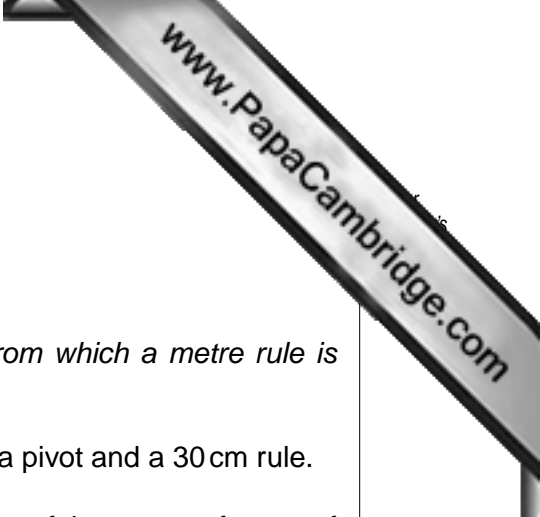 www.PapaCambridge.com
rom which a metre rule is
a pivot and a 30 cm rule.